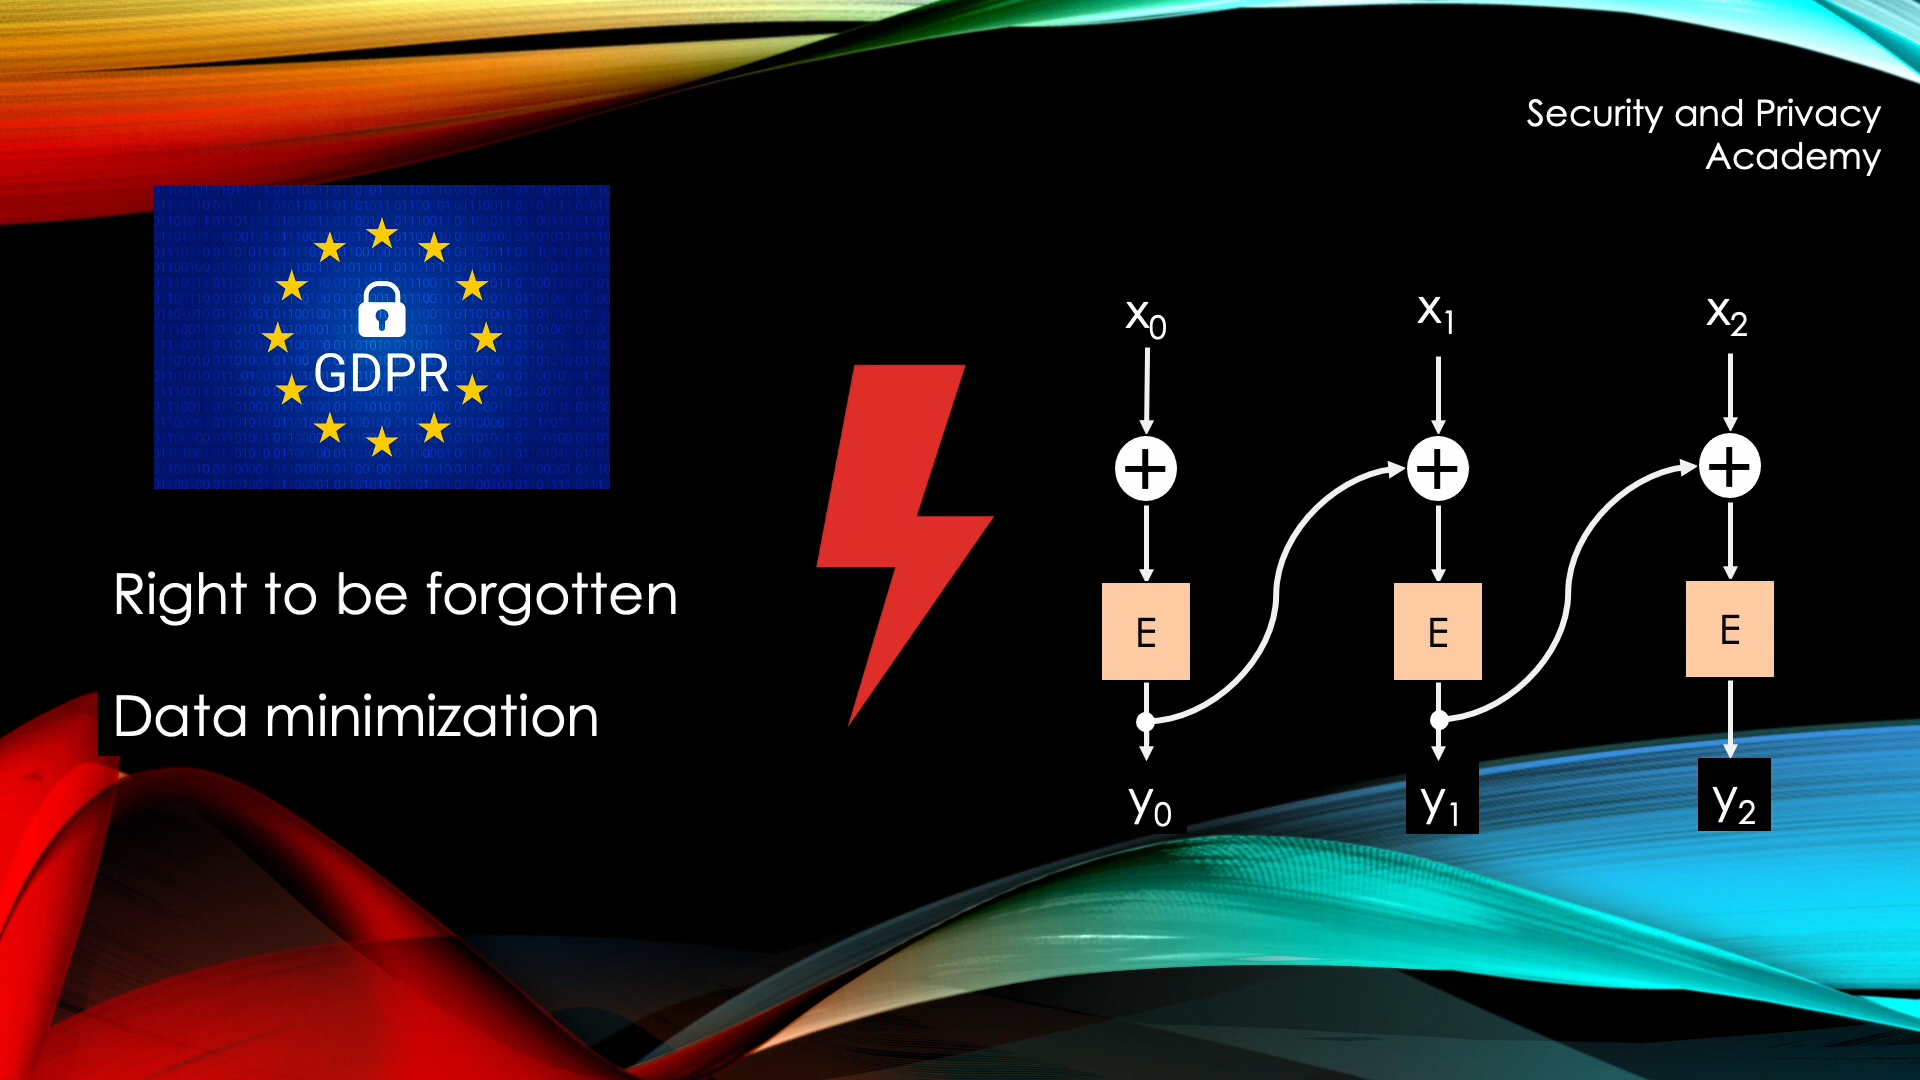 Security and Privacy
Academy
GDPR
Right to be forgotten
Data minimization
x0 x1 x2
+ + +
E E E
y0 y1 y2